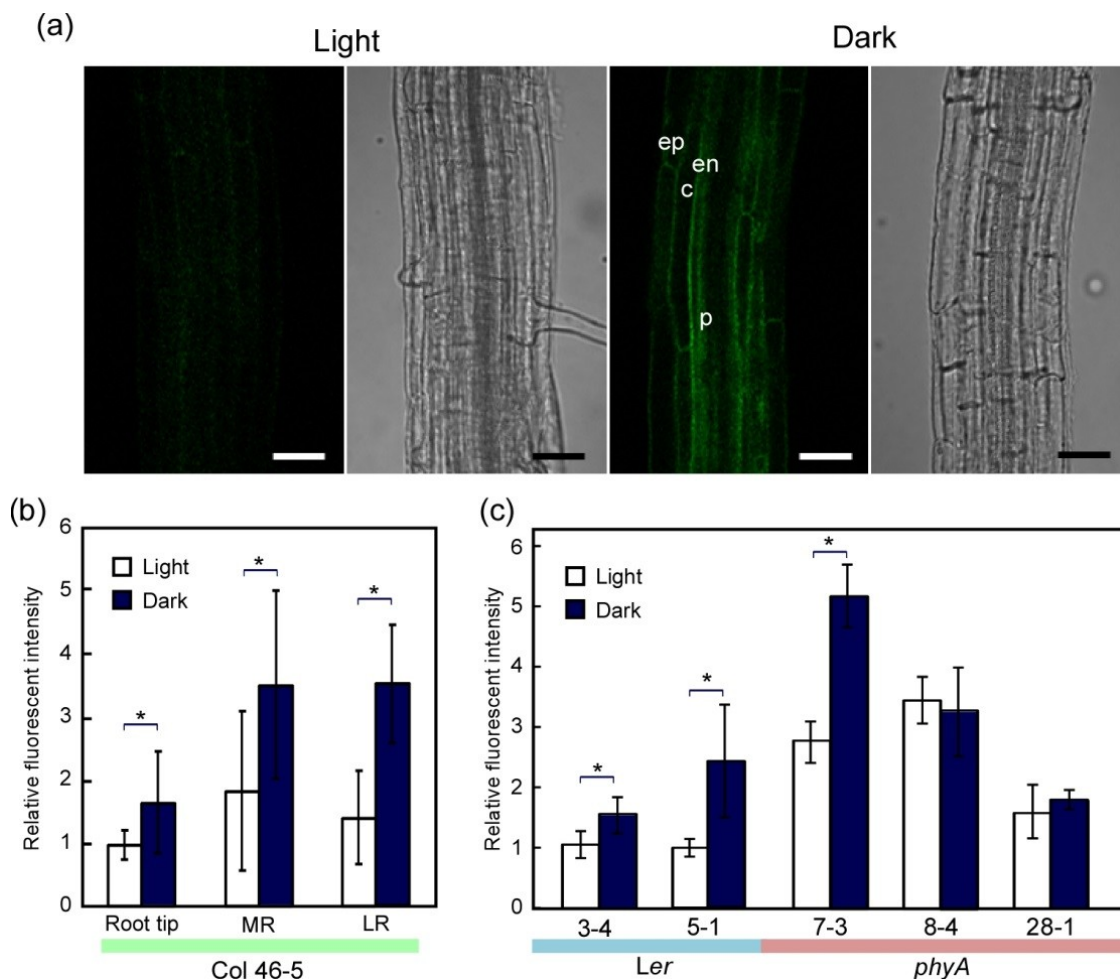 (a)
Light
Dark
ep
en
c
p
(b)
Relative fluorescent intensity
6
5
4
3
2
1
0
Light
Dark
*
*
*
Root tip MR LR
Col 46-5
(c)
Relative fluorescent intensity
6
5
4
3
2
1
0
Light
Dark
*
*
*
3-4 5-1 7-3 8-4 28-1
Ler phyA